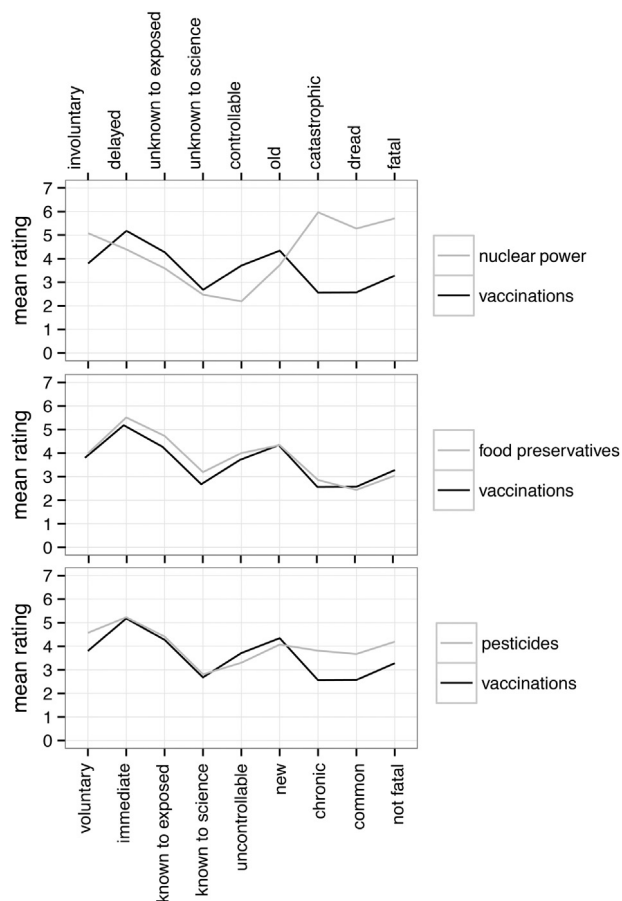 involuntary
delayed
unknown to exposed
unknown to science
controllable
old
catastrophic
dread
fatal
mean rating
7
6
5
4
3
2
1
0
nuclear power
vaccinations
mean rating
7
6
5
4
3
2
1
0
food preservatives
vaccinations
mean rating
7
6
5
4
3
2
1
0
pesticides
vaccinations
voluntary
immediate
known to exposed
known to science
uncontrollable
new
chronic
common
not fatal